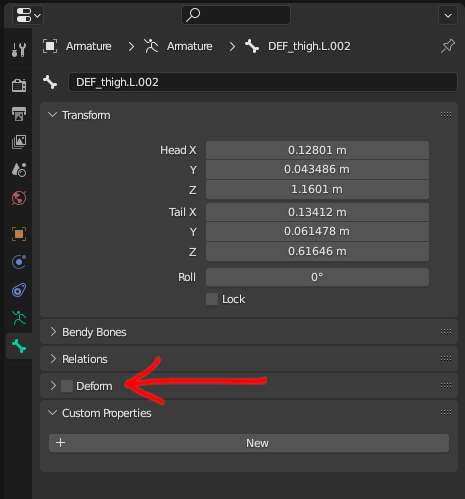 Armature > Armature > DEF_thigh.L.002
DEF_thigh.L.002
Transform
Head X 0.12801 m
Y 0.043486 m
Z 1.1601 m
Tail X 0.13412 m
Y 0.061478 m
Z 0.61646 m
Roll 0°
Lock
Bendy Bones
Relations
Deform
Custom Properties
+ New